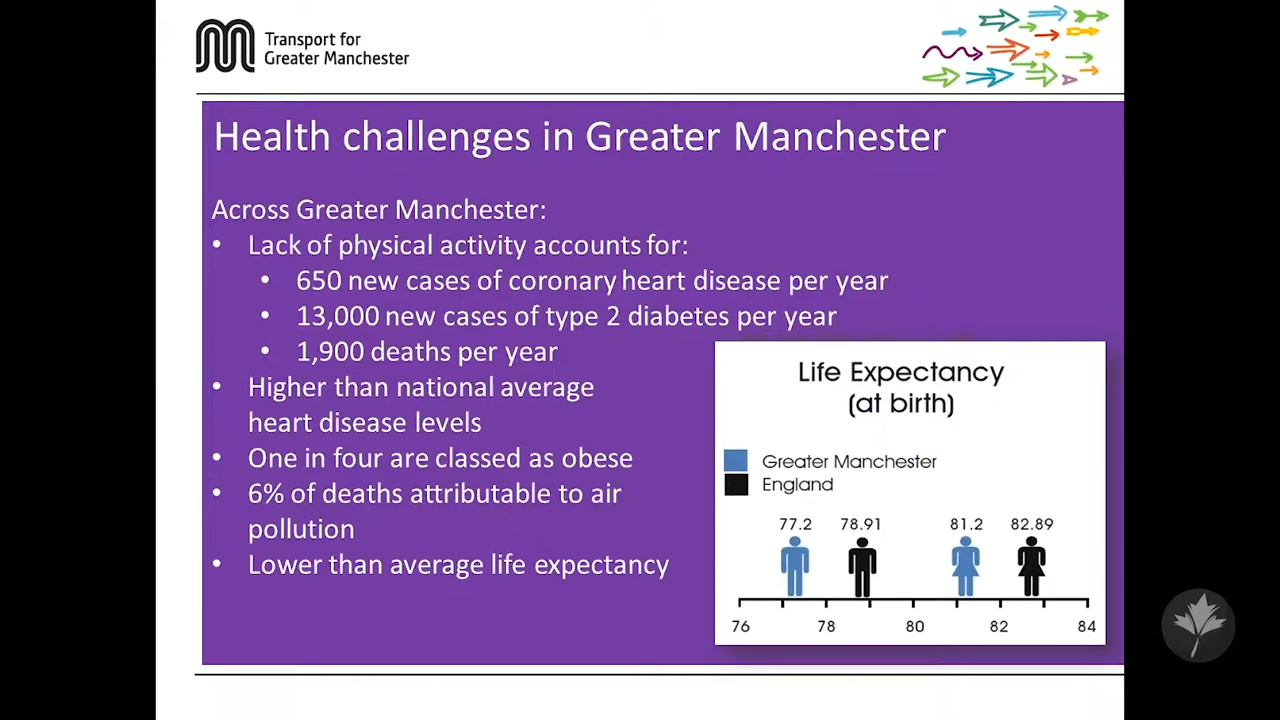 Transport for
Greater Manchester
Health challenges in Greater Manchester
Across Greater Manchester:
• Lack of physical activity accounts for:
• 650 new cases of coronary heart disease per year
• 13,000 new cases of type 2 diabetes per year
• 1,900 deaths per year
• Higher than national average
heart disease levels
• One in four are classed as obese
• 6% of deaths attributable to air
pollution
• Lower than average life expectancy
Life Expectancy
(at birth)
Greater Manchester
England
77.2 78.91 81.2 82.89
76 78 80 82 84